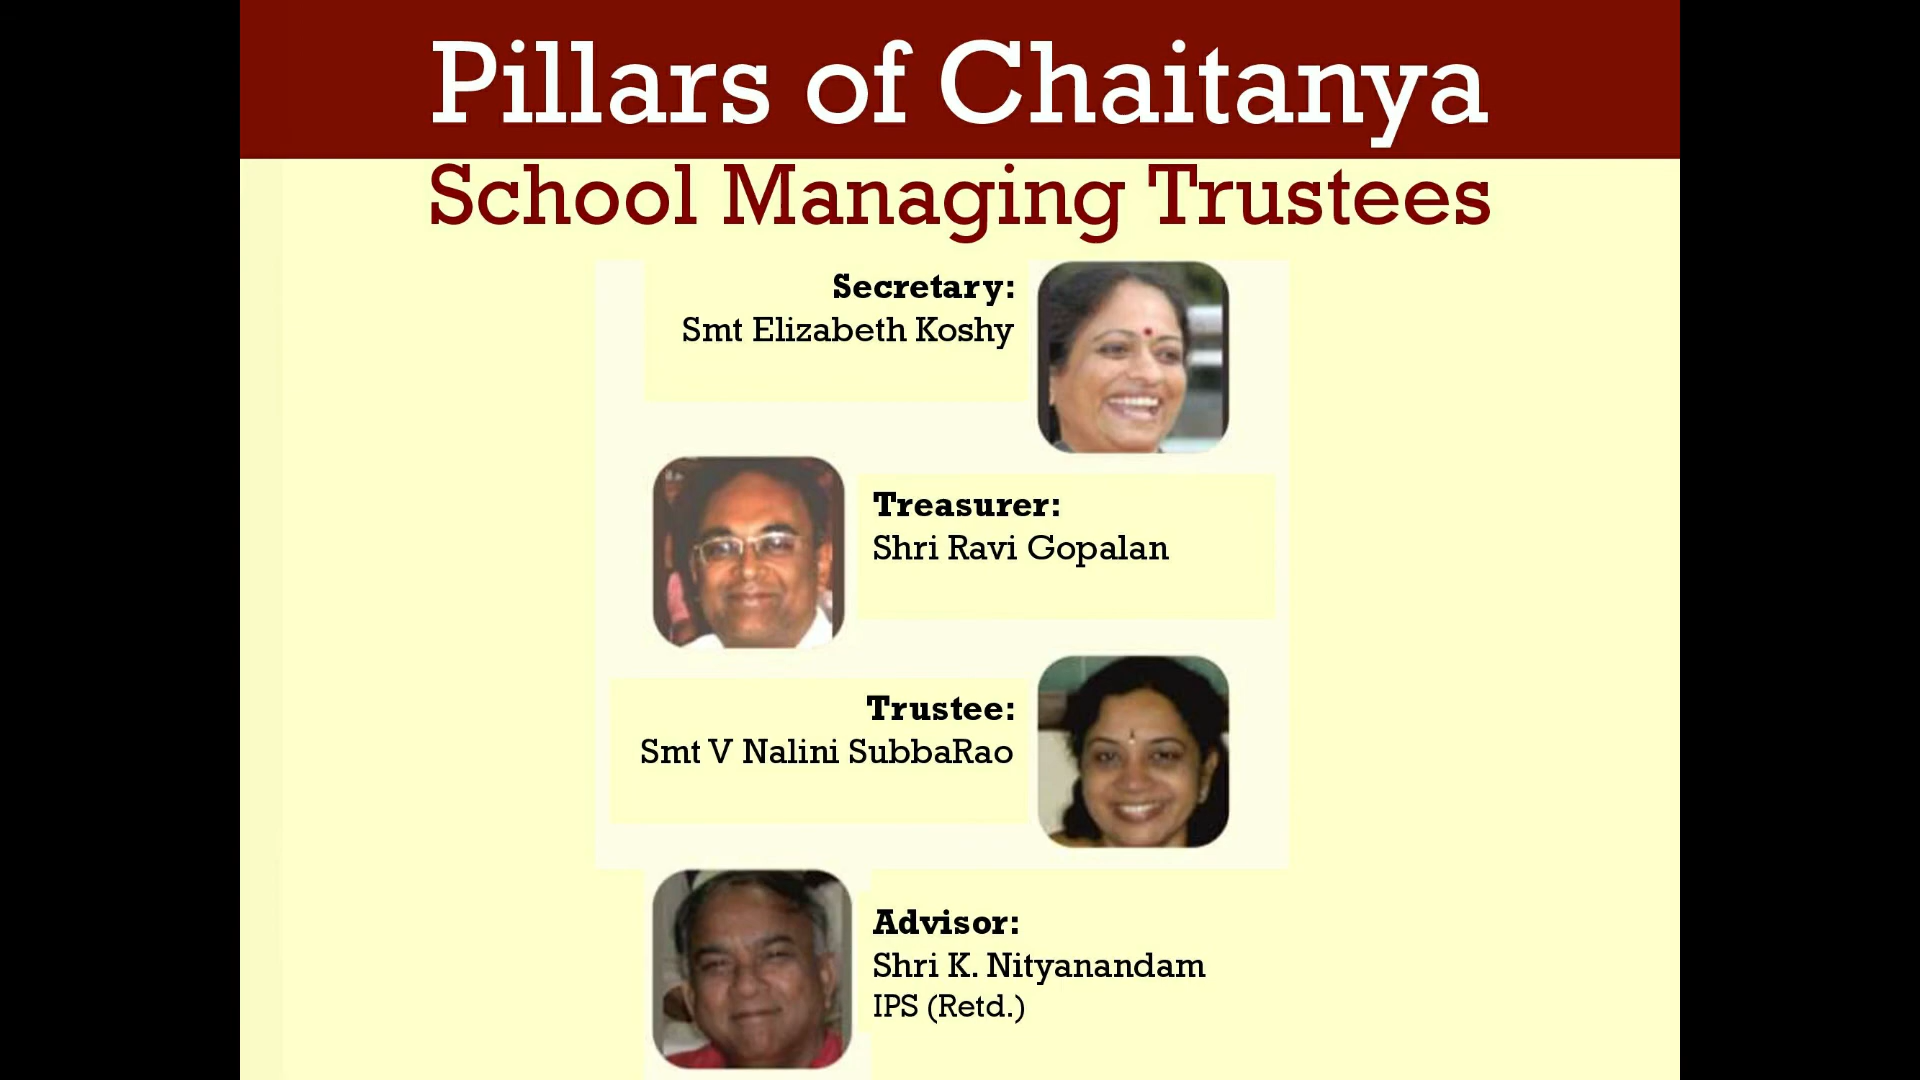 Pillars of Chaitanya
School Managing Trustees
Secretary:
Smt Elizabeth Koshy
Treasurer:
Shri Ravi Gopalan
Trustee:
Smt V Nalini SubbaRao
Advisor:
Shri K. Nityanandam
IPS (Retd.)